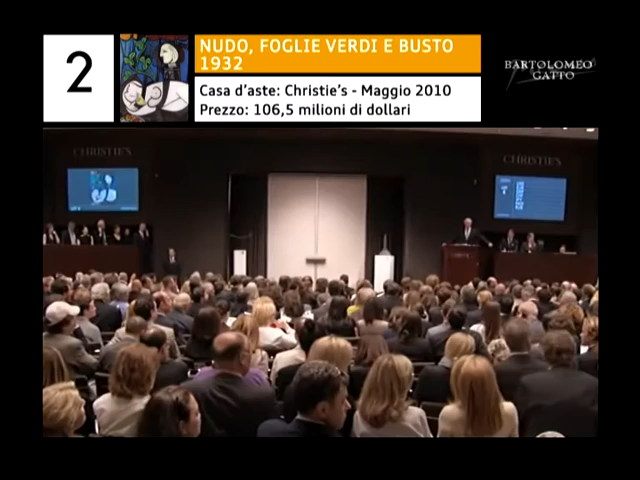 2
NUDO, FOGLIE VERDI E BUSTO
1932
Casa d'aste: Christie's - Maggio 2010
Prezzo: 106,5 milioni di dollari
BARTOLOMEO
GATTO
CHRISTIE'S
CHRISTIE'S